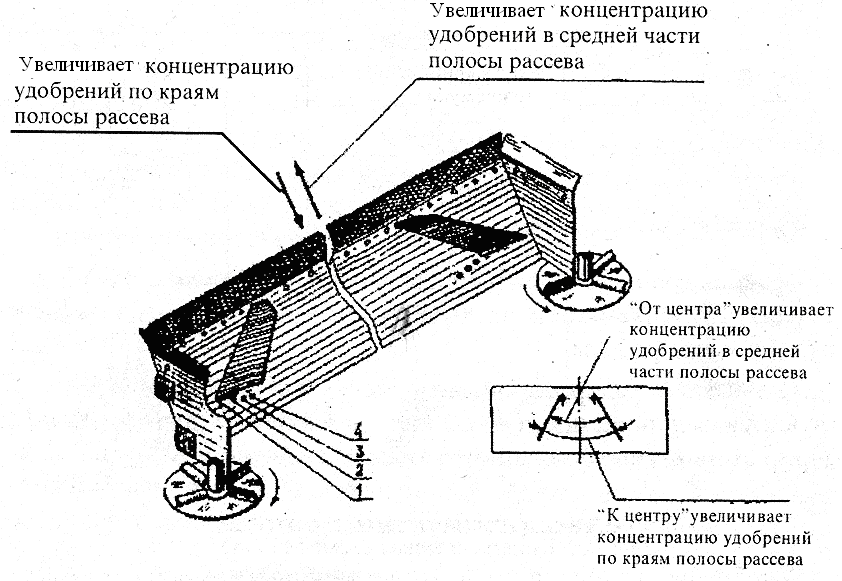 Увеличивает концентрацию
удобрений в средней части
полосы рассева
Увеличивает концентрацию
удобрений по краям
полосы рассева
“От центра”увеличивает
концентрацию
удобрений в средней
части полосы рассева
4
3
2
1
“К центру”увеличивает
концентрацию удобрений
по краям полосы рассева